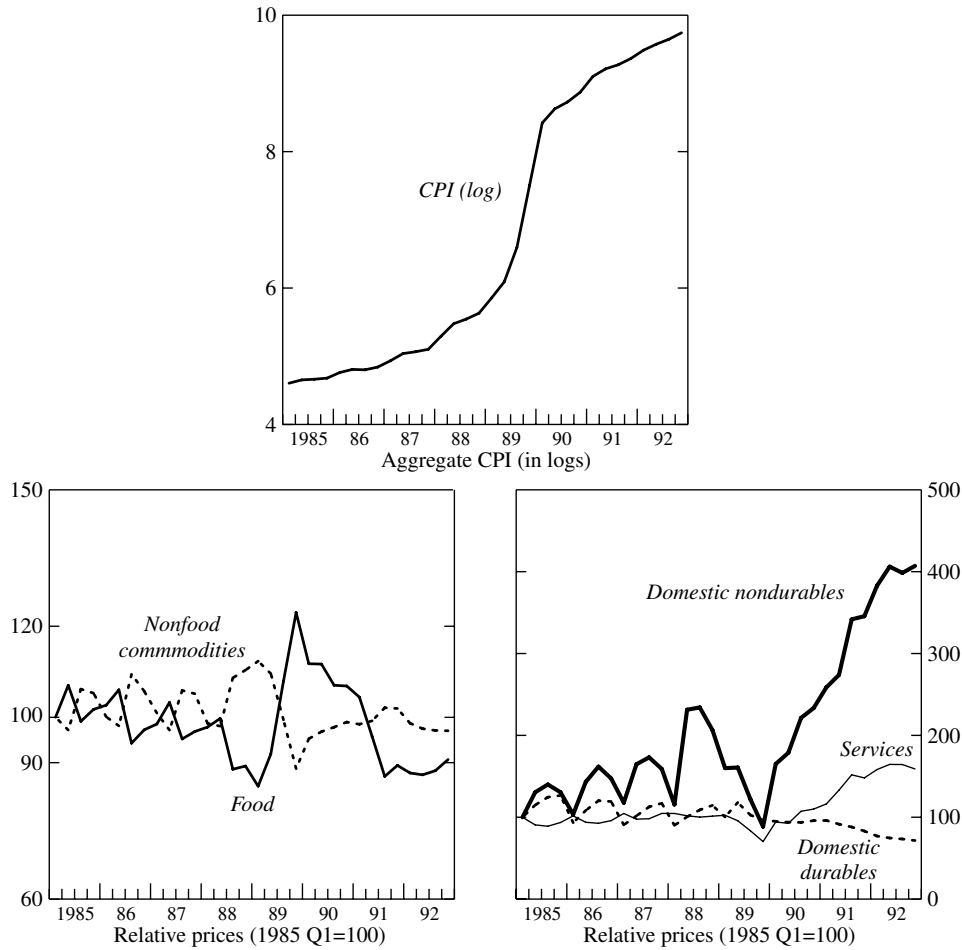 10
8
CPI (log)
6
4
1985 86 87 88 89 90 91 92
Aggregate CPI (in logs)
150
120
Nonfood
commmodities
100
90
Food
60
1985 86 87 88 89 90 91 92
Relative prices (1985 Q1=100)
500
400
Domestic nondurables
300
Services
200
100
Domestic
durables
0
1985 86 87 88 89 90 91 92
Relative prices (1985 Q1=100)